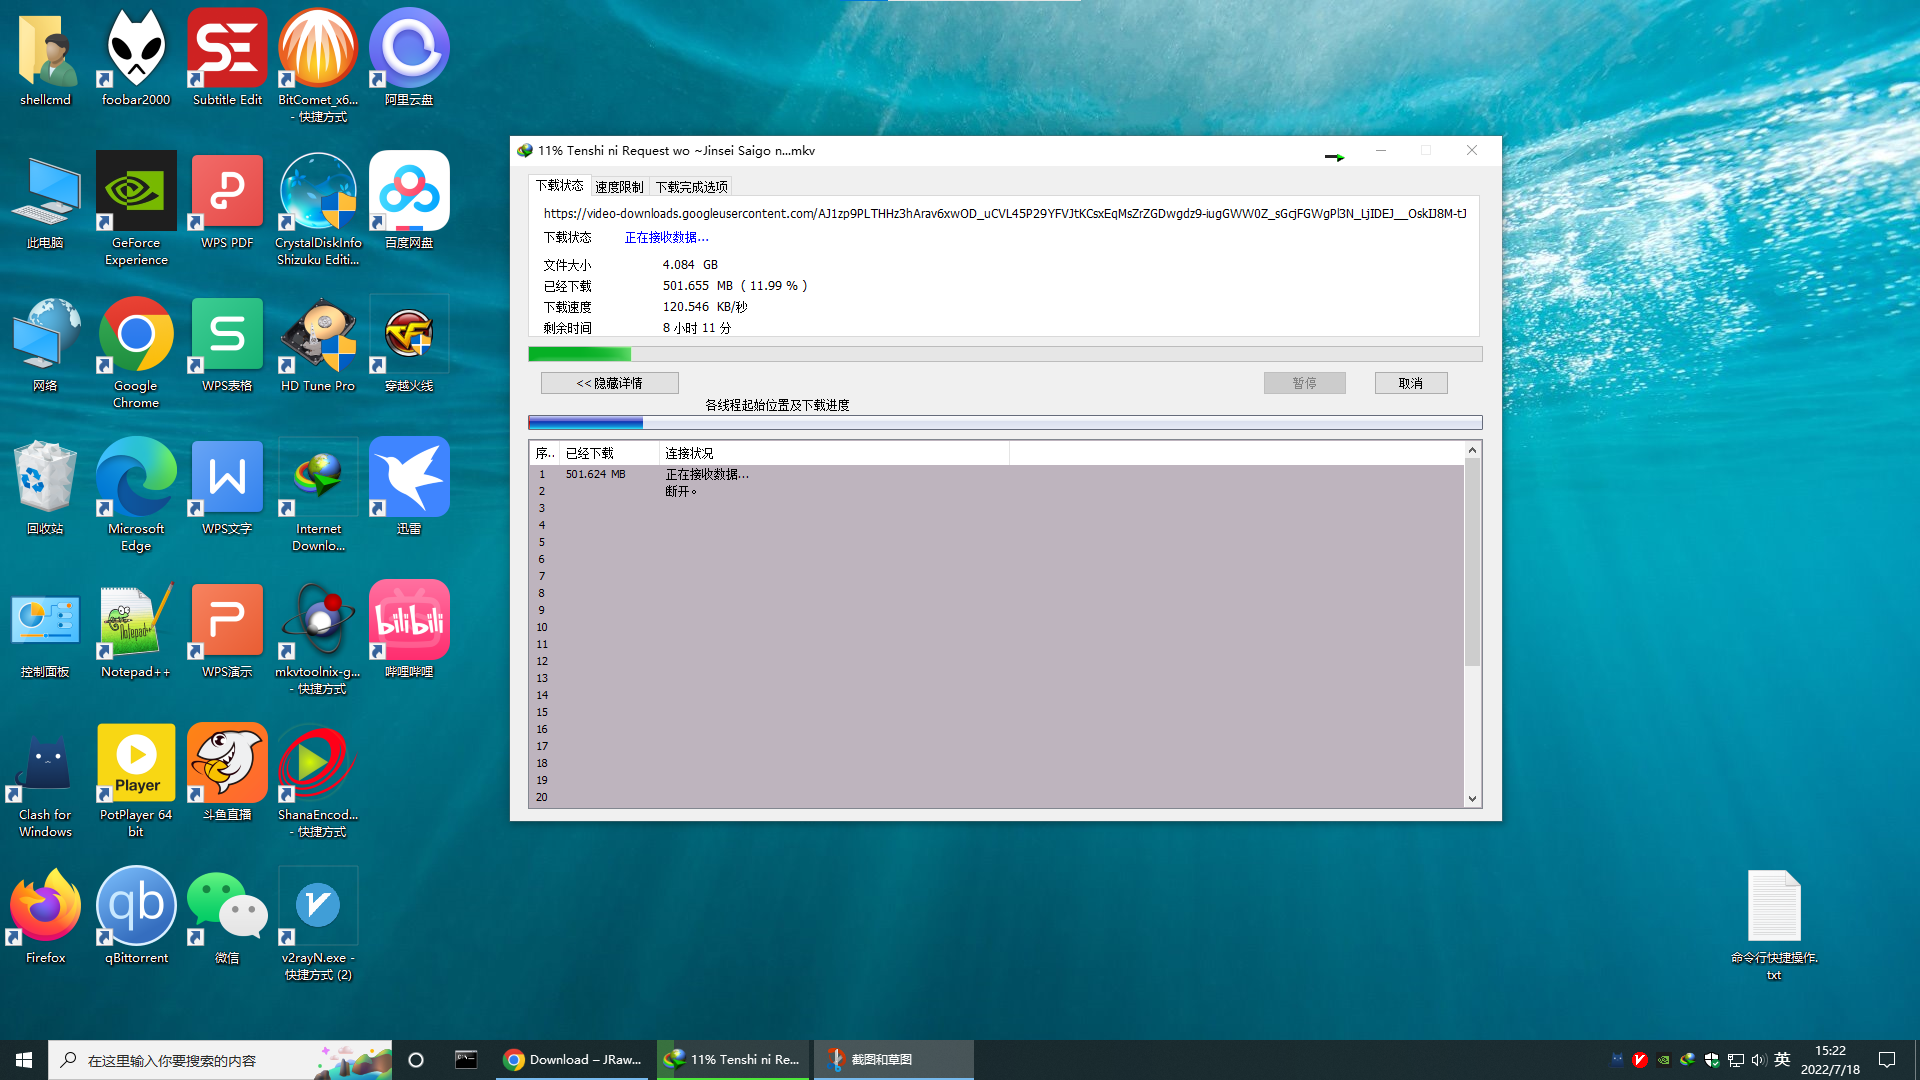 shellcmd
foobar2000
Subtitle Edit
BitComet_x6...
- 快捷方式
阿里云盘
此电脑
GeForce
Experience
WPS PDF
CrystalDiskInfo
Shizuku Editi...
百度网盘
网络
Google
Chrome
WPS表格
HD Tune Pro
穿越火线
回收站
Microsoft
Edge
WPS文字
Internet
Downlo...
迅雷
控制面板
Notepad++
WPS演示
mkvtoolnix-g...
- 快捷方式
bilibili
哔哩哔哩
Clash for
Windows
Player
PotPlayer 64
bit
斗鱼直播
ShanaEncod...
- 快捷方式
Firefox
qb
qBittorrent
微信
v2rayN.exe -
快捷方式 (2)
命令行快捷操作.
txt
11% Tenshi ni Request wo ~Jinsei Saigo n...mkv
下载状态
速度限制
下载完成选项
https://video-downloads.googleusercontent.com/AJ1zp9PLTHHz3hArav6xwOD_uCVL45P29YFVJtKCsxEqMsZrZGDwgdz9-iugGWW0Z_sGcjFGWgPl3N_LjIDEJ__OskIJ8M-tJ
下载状态 正在接收数据...
文件大小 4.084 GB
已经下载 501.655 MB ( 11.99 % )
下载速度 120.546 KB/秒
剩余时间 8 小时 11 分
<< 隐藏详情
暂停
取消
各线程起始位置及下载进度
序.. 已经下载 连接状况
1 501.624 MB 正在接收数据...
2 断开。
3
4
5
6
7
8
9
10
11
12
13
14
15
16
17
18
19
20
在这里输入你要搜索的内容
Download – JRaw...
11% Tenshi ni Re...
截图和草图
英
15:22
2022/7/18